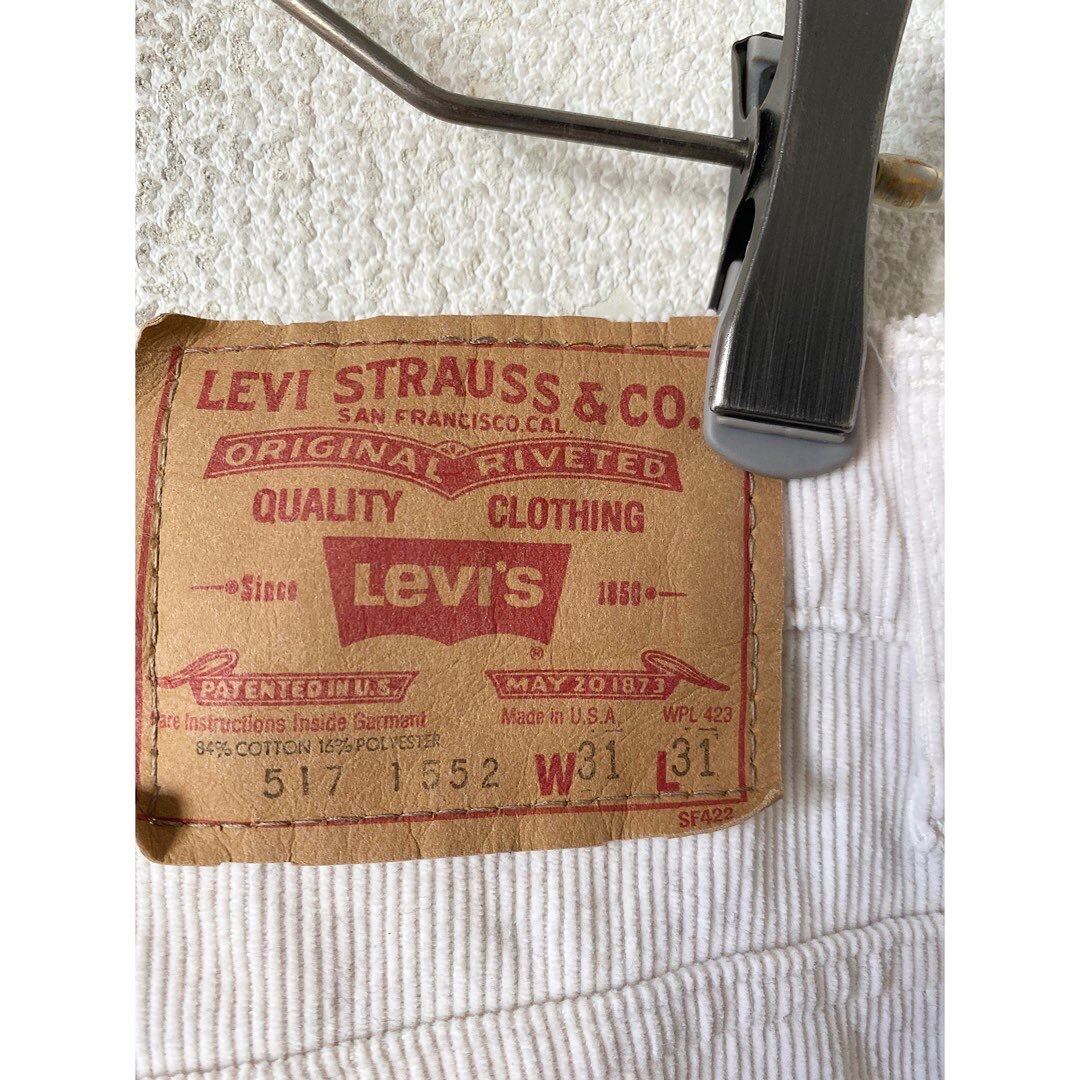 LEVI STRAUSS & CO.
SAN FRANCISCO.CAL.
ORIGINAL RIVETED
QUALITY CLOTHING
Since LEVI'S 1850
®
PATENTED IN U.S. MAY 20 1873
Care Instructions Inside Garment Made in U.S.A. WPL 423
84% COTTON 16% POLYESTER
517 1552 W31 L31
SF422